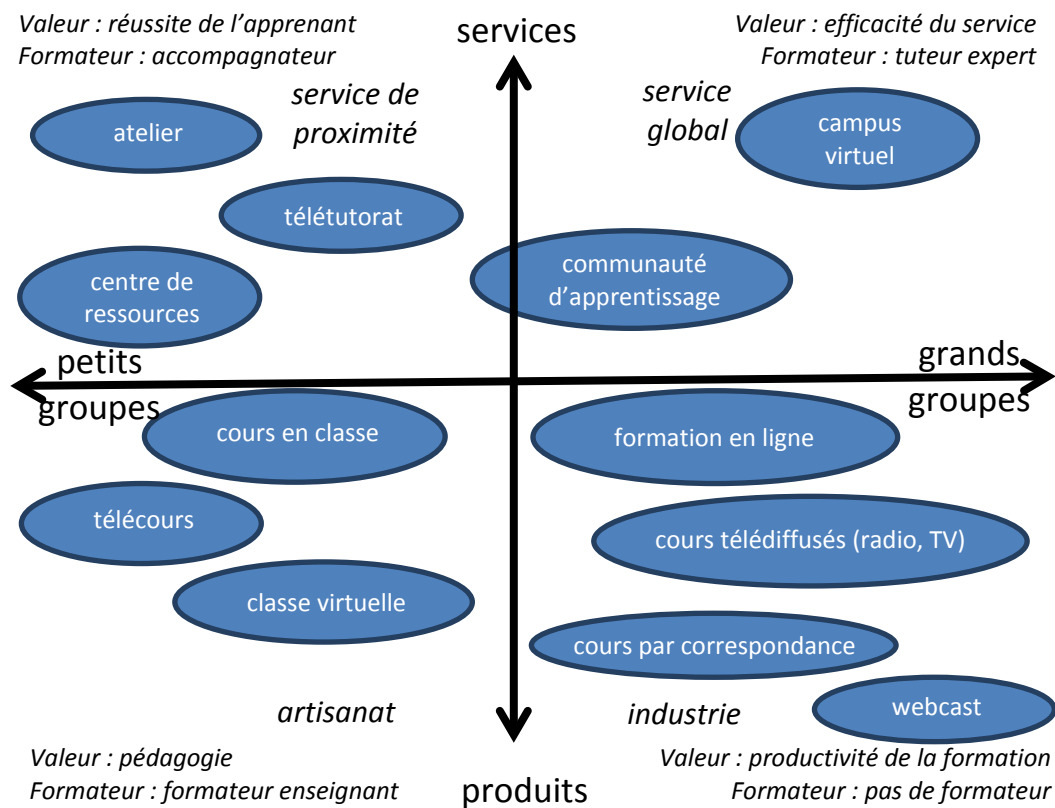 Valeur : réussite de l’apprenant
Formateur : accompagnateur
services
Valeur : efficacité du service
Formateur : tuteur expert
service de
proximité
service
global
atelier
campus
virtuel
télétutorat
centre de
ressources
communauté
d’apprentissage
petits
groupes
grands
groupes
cours en classe
formation en ligne
télécours
cours télédiffusés (radio, TV)
classe virtuelle
cours par correspondance
artisanat
industrie
webcast
Valeur : pédagogie
Formateur : formateur enseignant
produits
Valeur : productivité de la formation
Formateur : pas de formateur